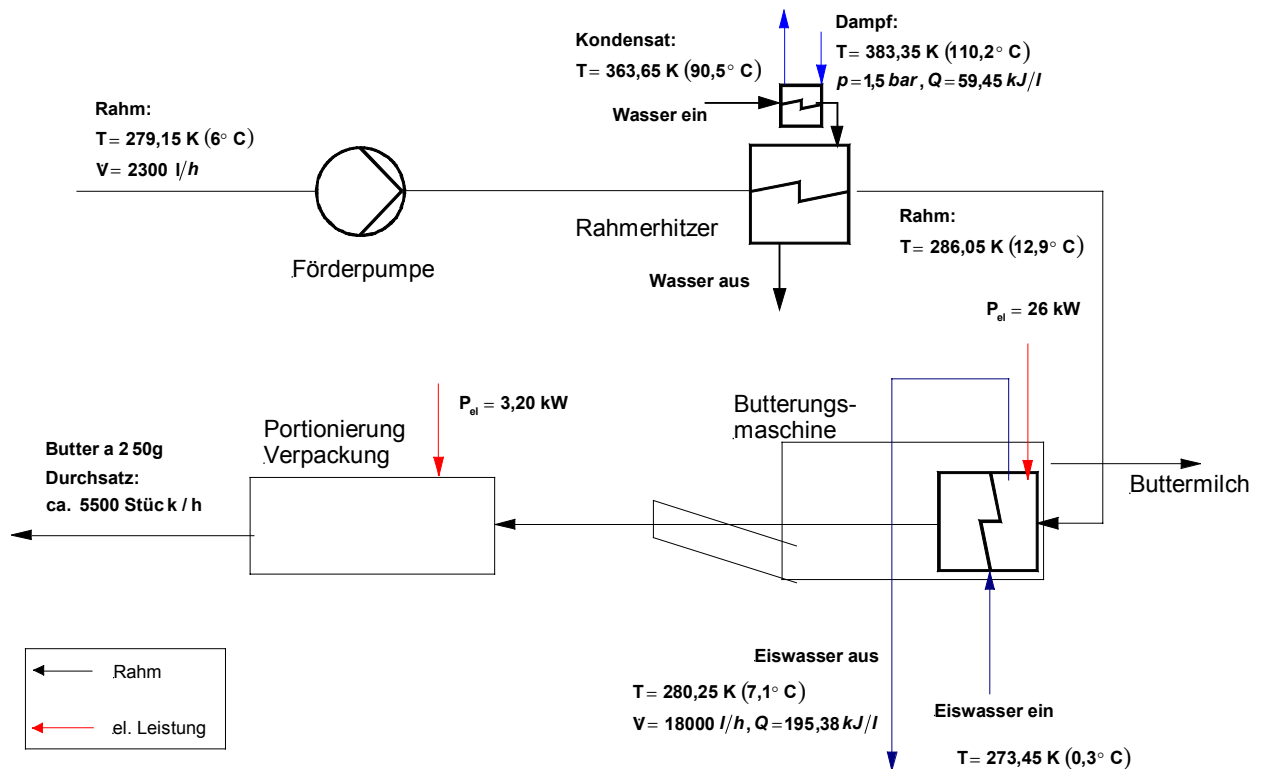 Kondensat:
T = 363,65 K (90,5° C)
Dampf:
T = 383,35 K (110,2° C)
p = 1,5 bar, Q = 59,45 kJ/l
Rahm:
T = 279,15 K (6° C)
V̇ = 2300 l/h
Wasser ein
Förderpumpe
Rahmerhitzer
Wasser aus
Rahm:
T = 286,05 K (12,9° C)
P_el = 26 kW
P_el = 3,20 kW
Portionierung
Verpackung
Butterungs-
maschine
Buttermilch
Butter a 2 50g
Durchsatz:
ca. 5500 Stück / h
Eiswasser aus
T = 280,25 K (7,1° C)
V̇ = 18000 l/h, Q = 195,38 kJ/l
Eiswasser ein
T = 273,45 K (0,3° C)
Rahm
el. Leistung